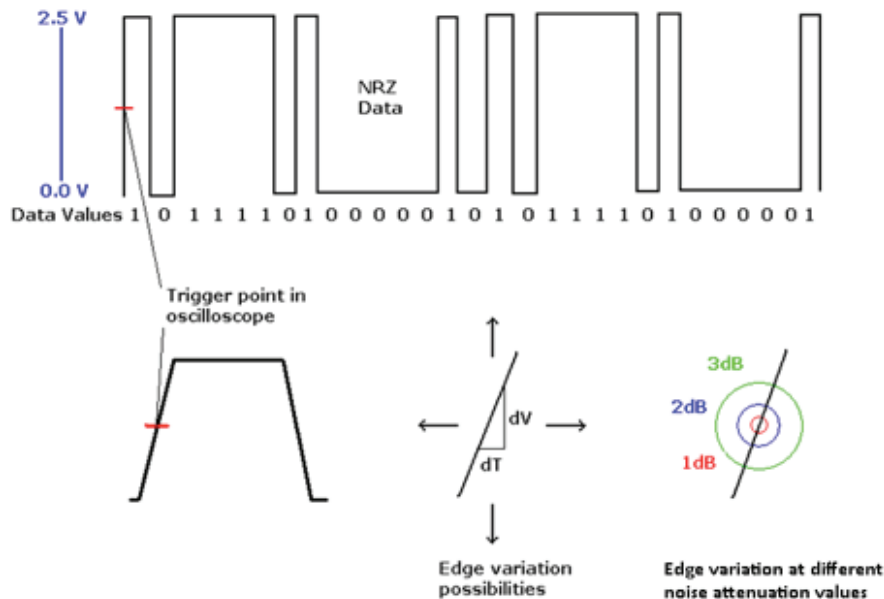 2.5 V
NRZ
Data
0.0 V
Data Values 1 0 1 1 1 1 0 1 0 0 0 0 0 1 0 1 0 1 1 1 1 0 1 0 0 0 0 0 1
Trigger point in
oscilloscope
dV
dT
3dB
2dB
1dB
Edge variation
possibilities
Edge variation at different
noise attenuation values